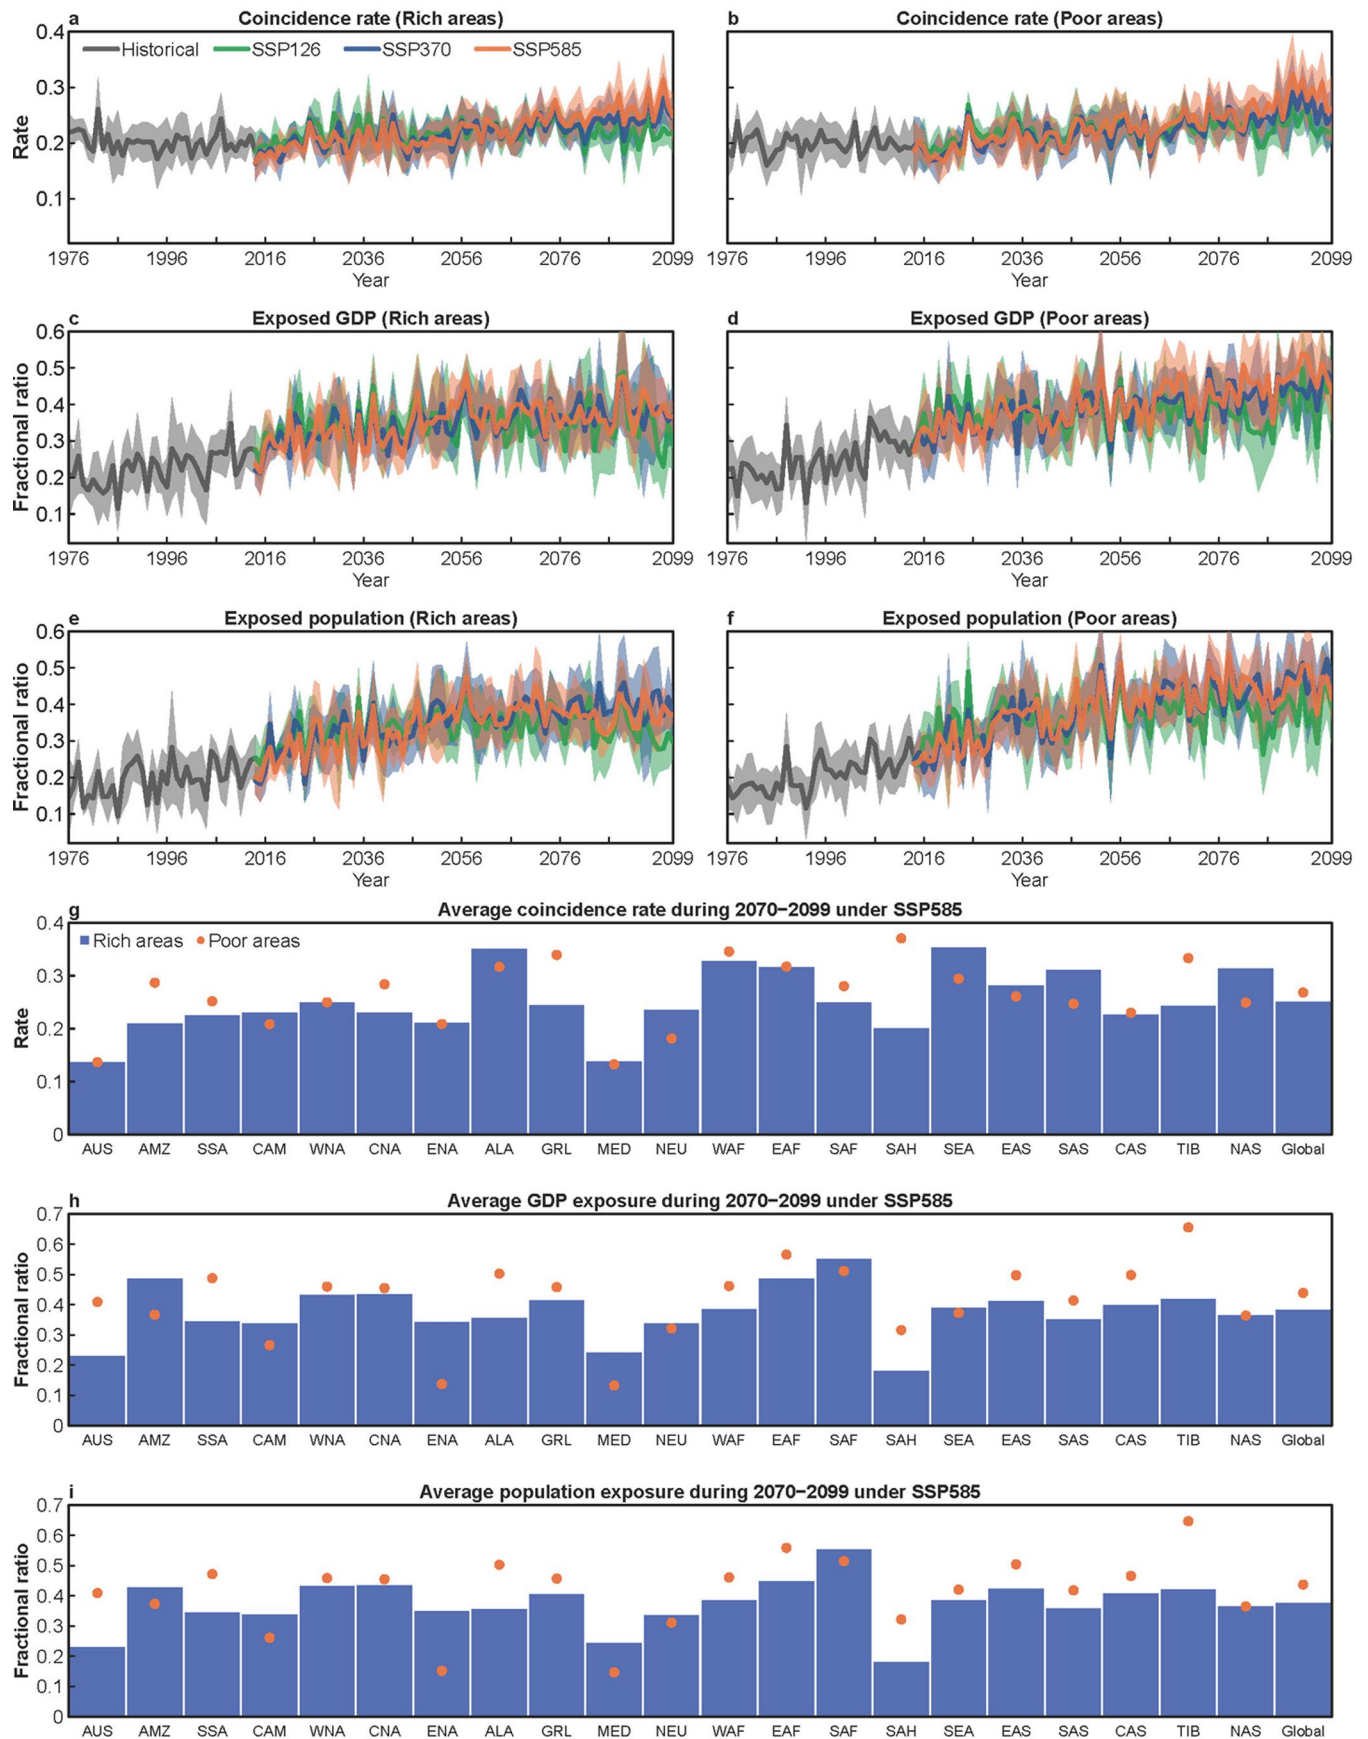 a Coincidence rate (Rich areas)
0.4
Historical SSP126 SSP370 SSP585
0.3
0.2
0.1
Rate
1976 1996 2016 2036 2056 2076 2099
Year
b Coincidence rate (Poor areas)
1976 1996 2016 2036 2056 2076 2099
Year
c Exposed GDP (Rich areas)
0.6
0.5
0.4
0.3
0.2
0.1
Fractional ratio
1976 1996 2016 2036 2056 2076 2099
Year
d Exposed GDP (Poor areas)
1976 1996 2016 2036 2056 2076 2099
Year
e Exposed population (Rich areas)
0.6
0.5
0.4
0.3
0.2
0.1
Fractional ratio
1976 1996 2016 2036 2056 2076 2099
Year
f Exposed population (Poor areas)
1976 1996 2016 2036 2056 2076 2099
Year
g Average coincidence rate during 2070−2099 under SSP585
0.4
Rich areas Poor areas
0.3
0.2
0.1
0
Rate
AUS AMZ SSA CAM WNA CNA ENA ALA GRL MED NEU WAF EAF SAF SAH SEA EAS SAS CAS TIB NAS Global
h Average GDP exposure during 2070−2099 under SSP585
0.7
0.6
0.5
0.4
0.3
0.2
0.1
0
Fractional ratio
AUS AMZ SSA CAM WNA CNA ENA ALA GRL MED NEU WAF EAF SAF SAH SEA EAS SAS CAS TIB NAS Global
i Average population exposure during 2070−2099 under SSP585
0.7
0.6
0.5
0.4
0.3
0.2
0.1
0
Fractional ratio
AUS AMZ SSA CAM WNA CNA ENA ALA GRL MED NEU WAF EAF SAF SAH SEA EAS SAS CAS TIB NAS Global